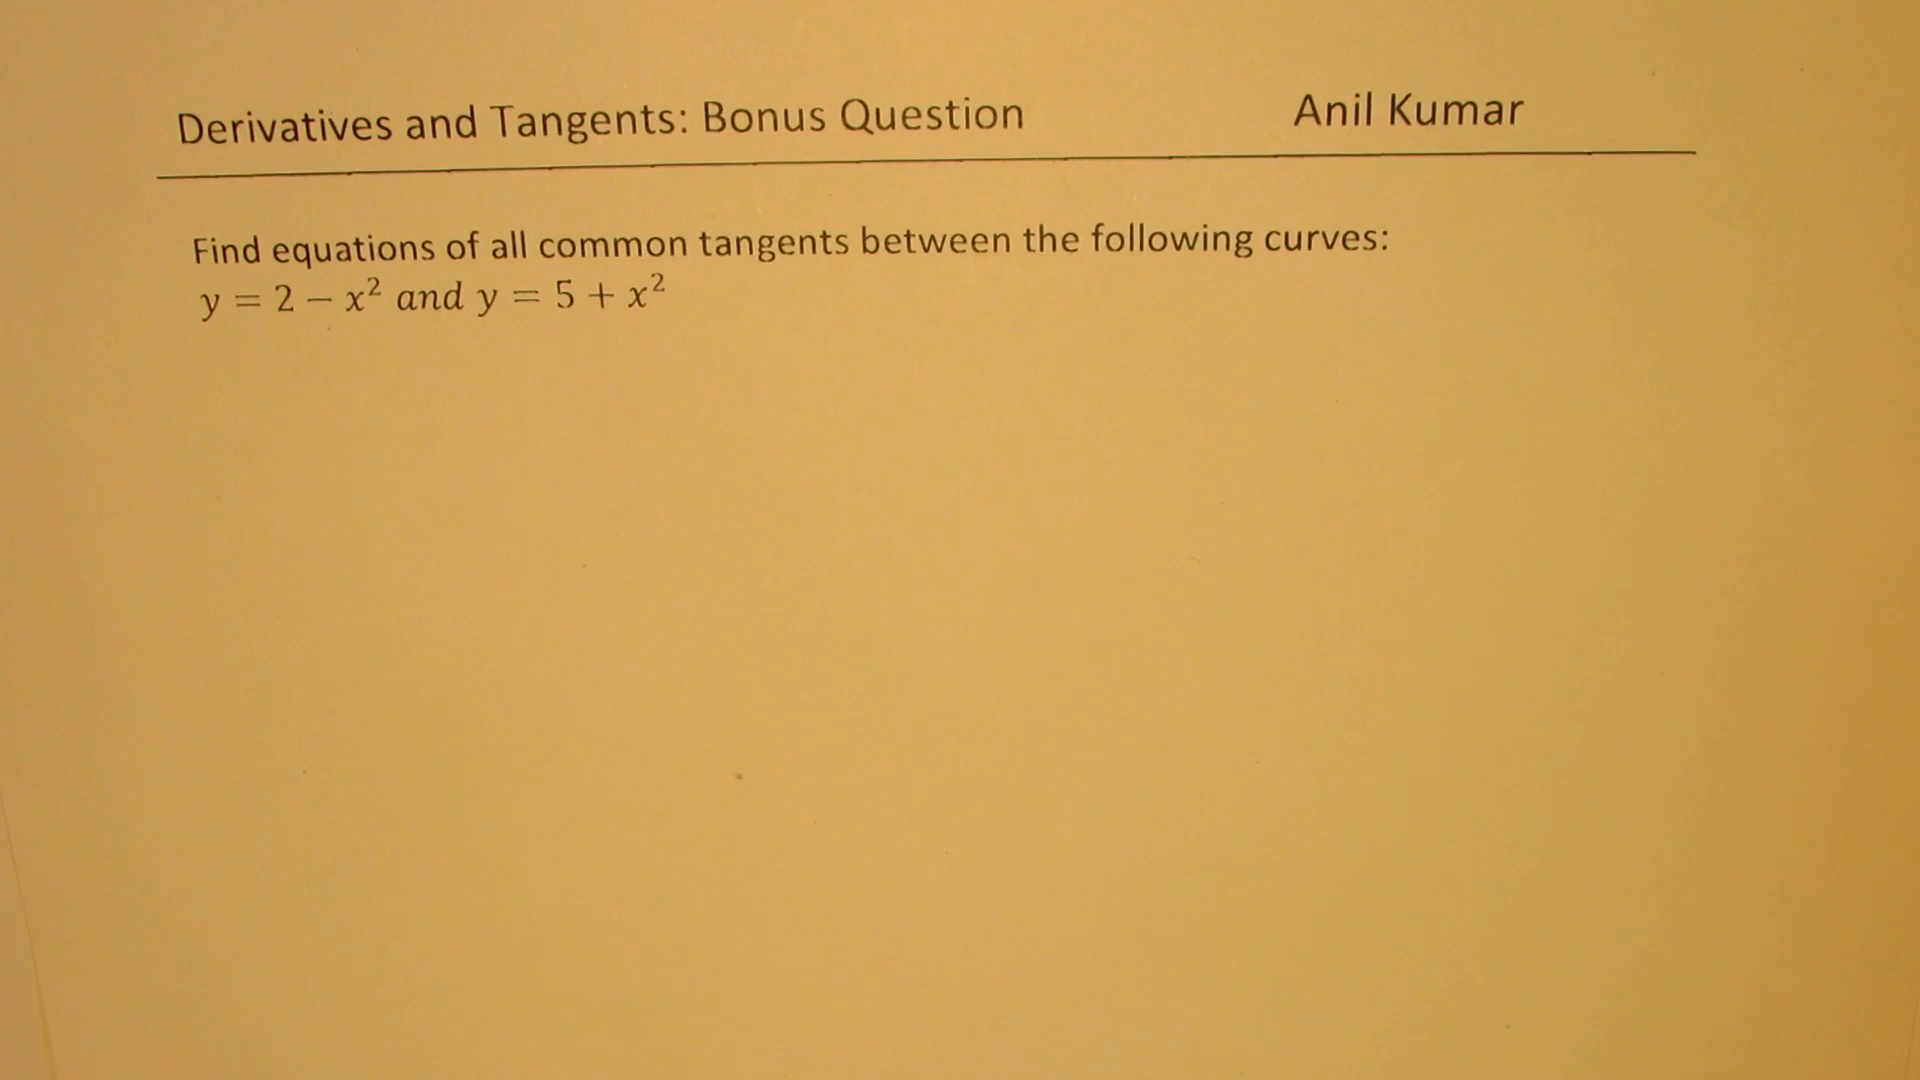 Derivatives and Tangents: Bonus Question Anil Kumar
Find equations of all common tangents between the following curves:
y = 2 − x² and y = 5 + x²